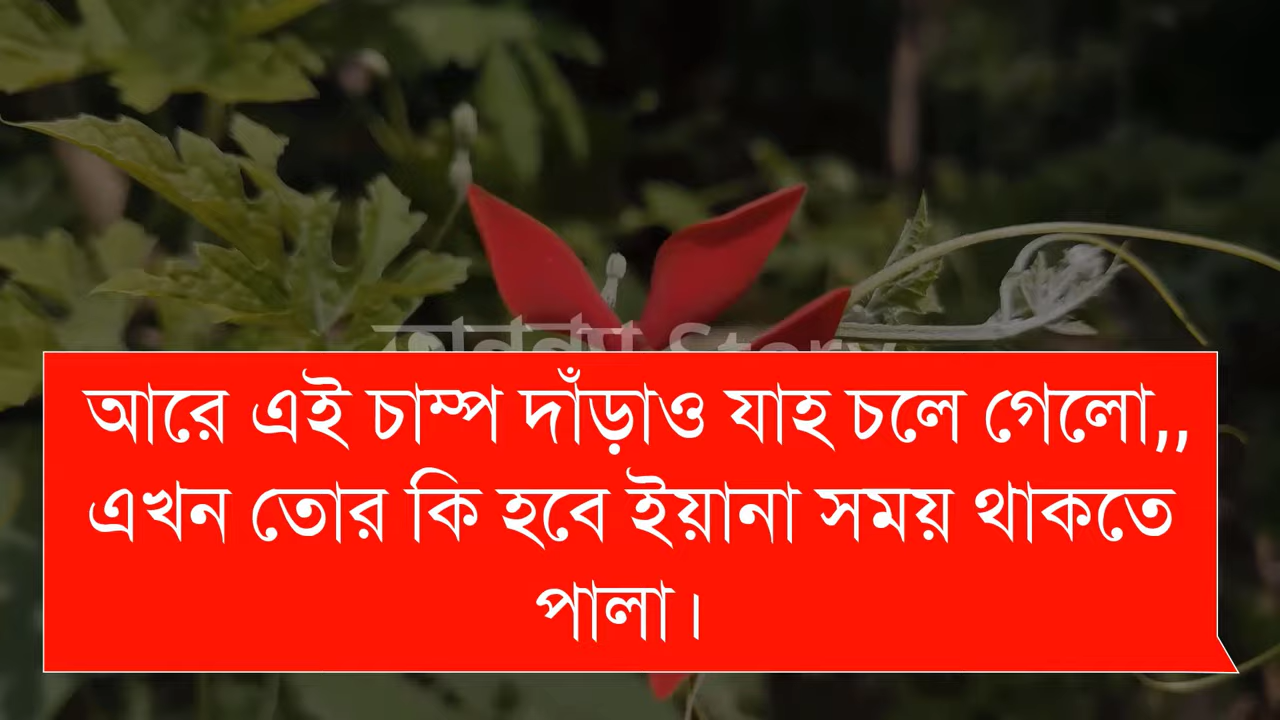 আরে এই চাম্প দাঁড়াও যাহ চলে গেলো,,
এখন তোর কি হবে ইয়ানা সময় থাকতে
পালা।